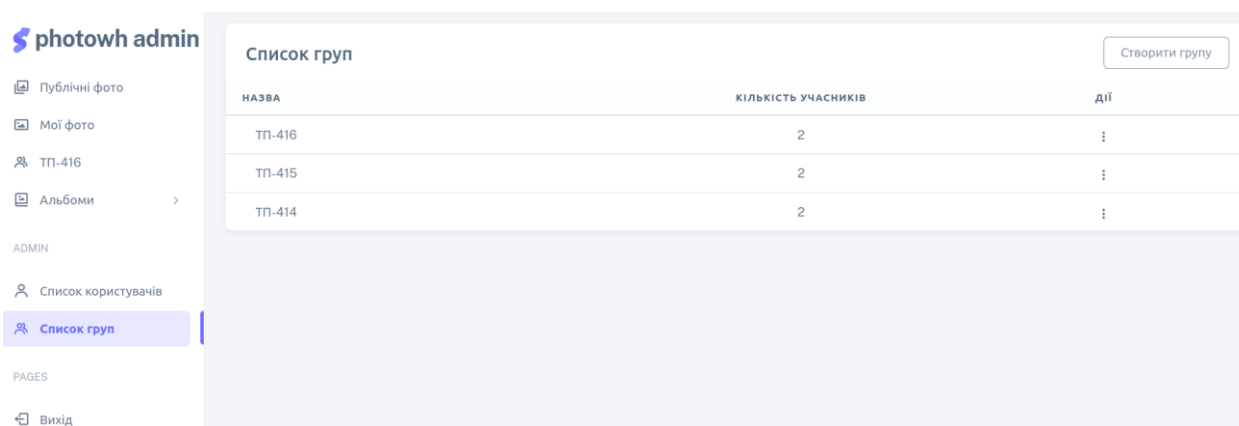 photowh admin
Публічні фото
Мої фото
ТП-416
Альбоми
ADMIN
Список користувачів
Список груп
PAGES
Вихід
Список груп
Створити групу
НАЗВА КІЛЬКІСТЬ УЧАСНИКІВ ДІЇ
ТП-416 2
ТП-415 2
ТП-414 2